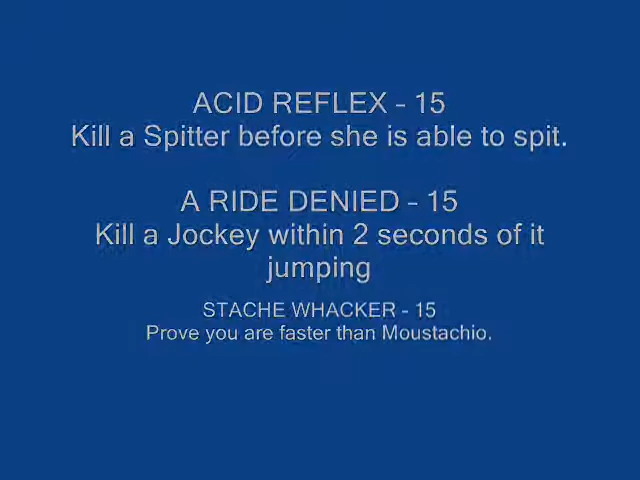 ACID REFLEX – 15
Kill a Spitter before she is able to spit.
A RIDE DENIED – 15
Kill a Jockey within 2 seconds of it
jumping
STACHE WHACKER - 15
Prove you are faster than Moustachio.